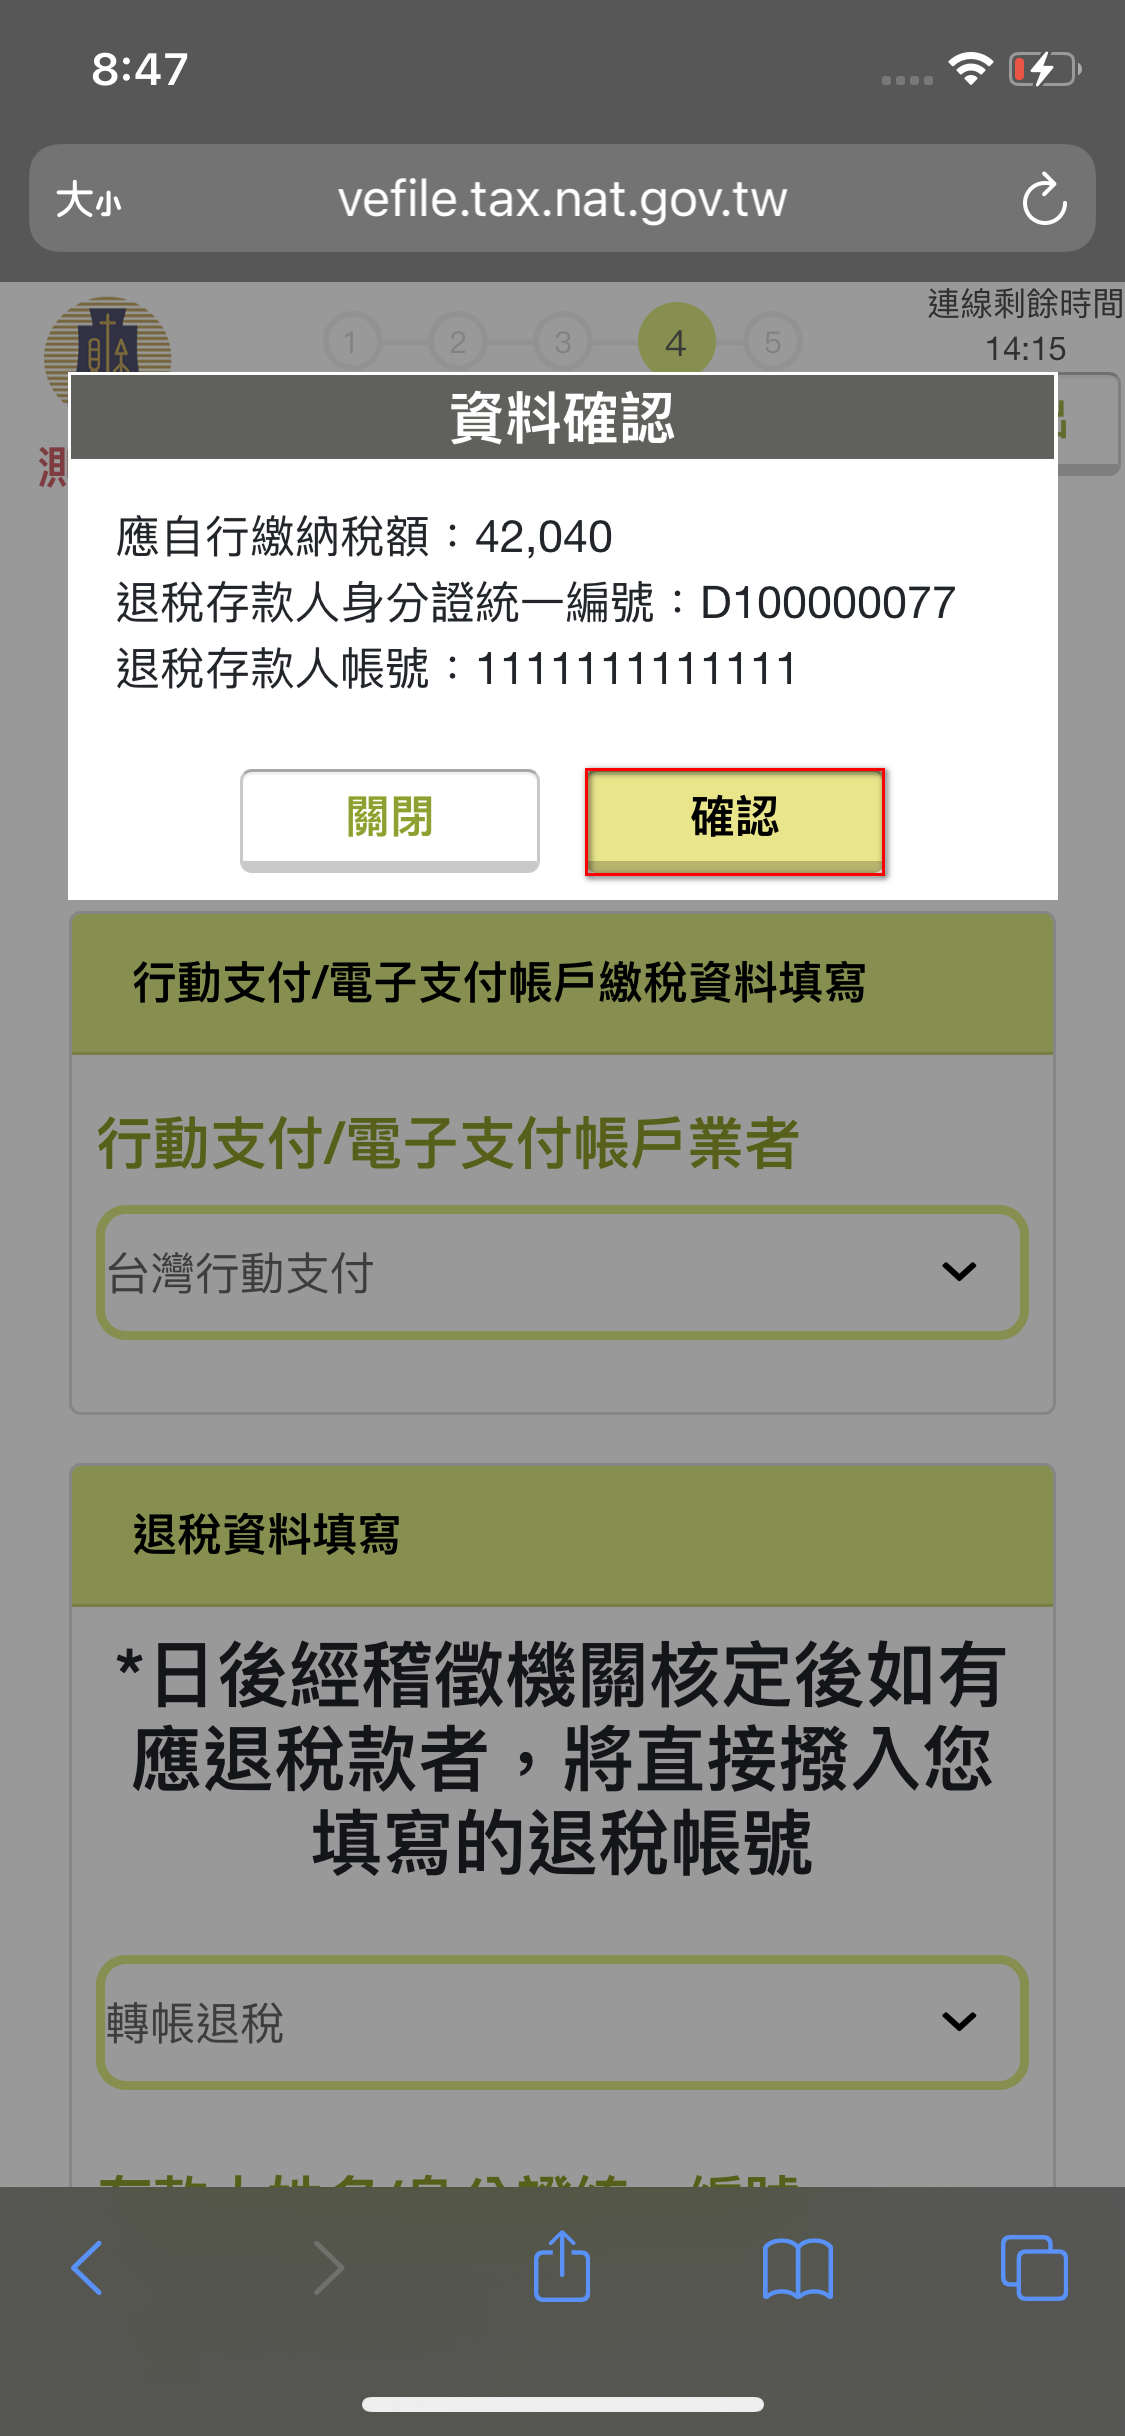 8:47
大小
vefile.tax.nat.gov.tw
連線剩餘時間
1 2 3 4 5
14:15
資料確認
應自行繳納稅額：42,040
退稅存款人身分證統一編號：D100000077
退稅存款人帳號：11111111111111
關閉
確認
行動支付/電子支付帳戶繳稅資料填寫
行動支付/電子支付帳戶業者
台灣行動支付
退稅資料填寫
*日後經稽徵機關核定後如有
應退稅款者，將直接撥入您
填寫的退稅帳號
轉帳退稅